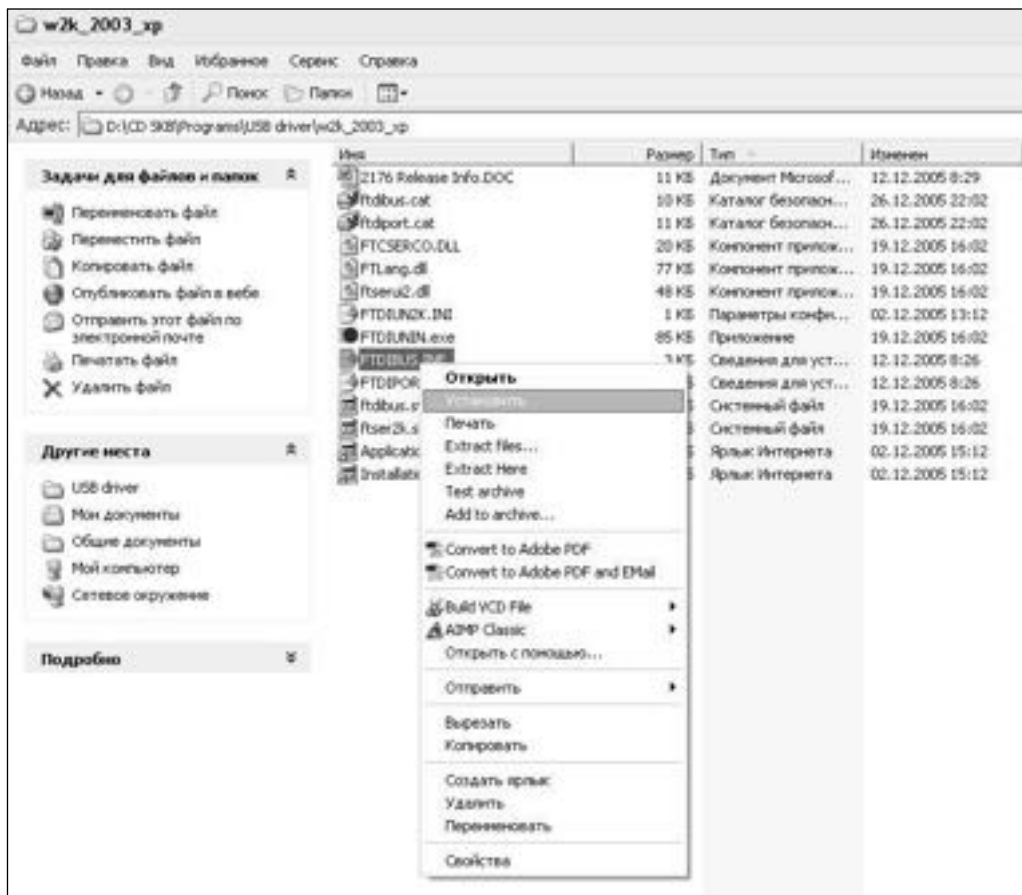 w2k_2003_xp
Файл Правка Вид Избранное Сервис Справка
Назад Поиск Папки
Адрес: D:\CD SKB\Programs\USB driver\w2k_2003_xp
Имя Размер Тип Изменен
Задачи для файлов и папок
Переименовать файл
Переместить файл
Копировать файл
Опубликовать файл в вебе
Отправить этот файл по
электронной почте
Печатать файл
Удалить файл
Другие места
USB driver
Мои документы
Общие документы
Мой компьютер
Сетевое окружение
Подробно
2176 Release Info.DOC 11 КБ Документ Microsof... 12.12.2005 8:29
ftdibus.cat 10 КБ Каталог безопасн... 26.12.2005 22:02
ftdiport.cat 11 КБ Каталог безопасн... 26.12.2005 22:02
FTCSERCO.DLL 20 КБ Компонент прилож... 19.12.2005 16:02
FTLang.dll 77 КБ Компонент прилож... 19.12.2005 16:02
ftserui2.dll 48 КБ Компонент прилож... 19.12.2005 16:02
FTDIUN2K.INI 1 КБ Параметры конфи... 02.12.2005 13:12
FTDIUNIN.exe 85 КБ Приложение 19.12.2005 16:02
FTDIBUS.INF 3 КБ Сведения для уст... 12.12.2005 8:26
FTDIPOR Сведения для уст... 12.12.2005 8:26
ftdibus.s Системный файл 19.12.2005 16:02
ftser2k.s Системный файл 19.12.2005 16:02
Applicatic Ярлык Интернета 02.12.2005 15:12
Installatic Ярлык Интернета 02.12.2005 15:12
Открыть
Установить
Печать
Extract files...
Extract Here
Test archive
Add to archive...
Convert to Adobe PDF
Convert to Adobe PDF and EMail
Build VCD File
AIMP Classic
Открыть с помощью...
Отправить
Вырезать
Копировать
Создать ярлык
Удалить
Переименовать
Свойства